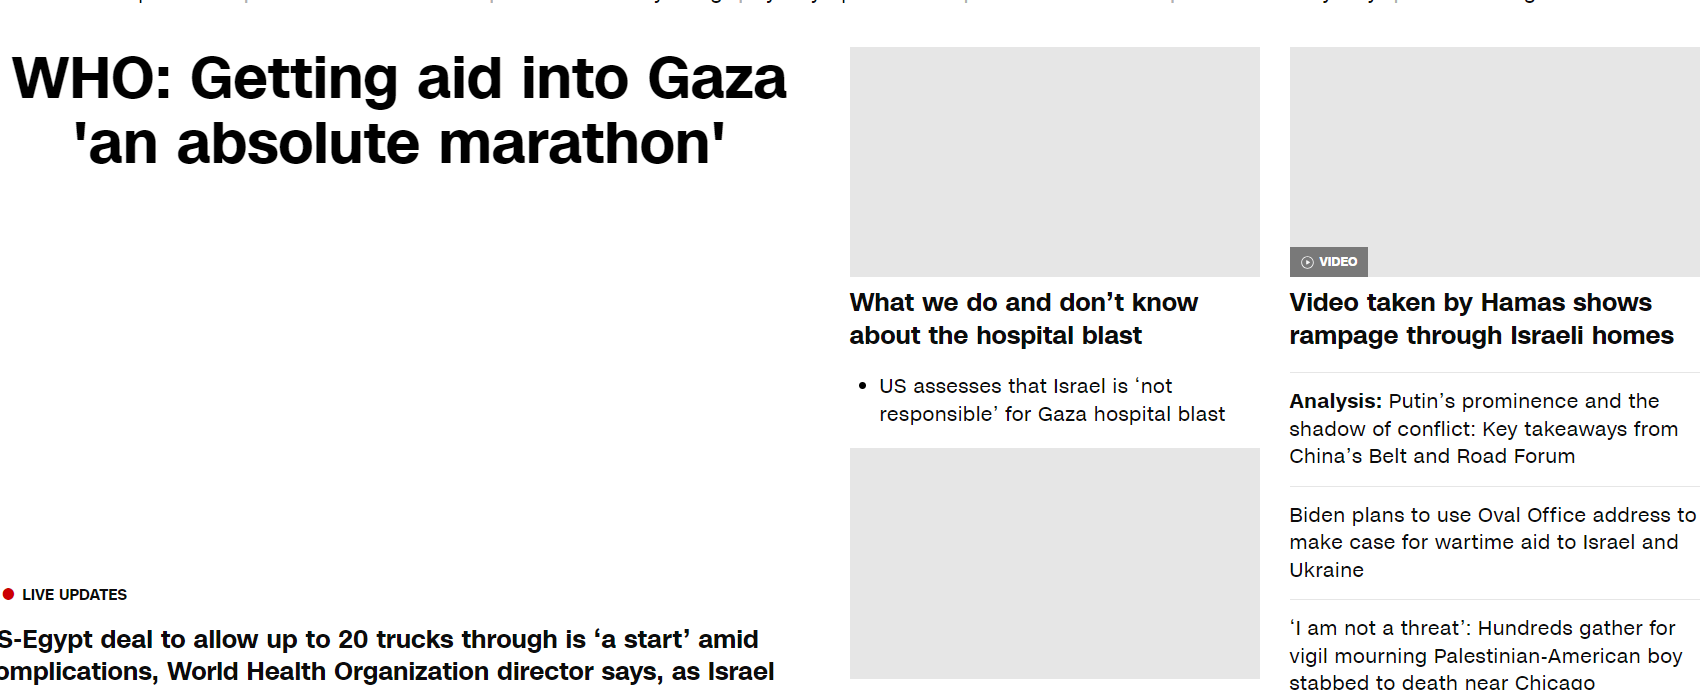 WHO: Getting aid into Gaza
'an absolute marathon'
LIVE UPDATES
S-Egypt deal to allow up to 20 trucks through is ‘a start’ amid
omplications, World Health Organization director says, as Israel
What we do and don’t know
about the hospital blast
US assesses that Israel is ‘not
responsible’ for Gaza hospital blast
VIDEO
Video taken by Hamas shows
rampage through Israeli homes
Analysis: Putin’s prominence and the
shadow of conflict: Key takeaways from
China’s Belt and Road Forum
Biden plans to use Oval Office address to
make case for wartime aid to Israel and
Ukraine
‘I am not a threat’: Hundreds gather for
vigil mourning Palestinian-American boy
stabbed to death near Chicago